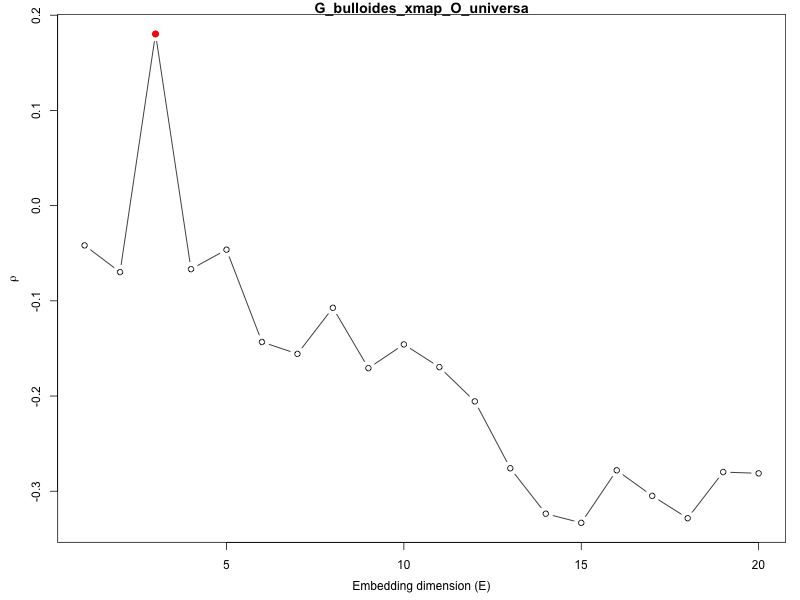 G_bulloides_xmap_O_universa
0.2
0.1
0.0
-0.1
-0.2
-0.3
ρ
5 10 15 20
Embedding dimension (E)